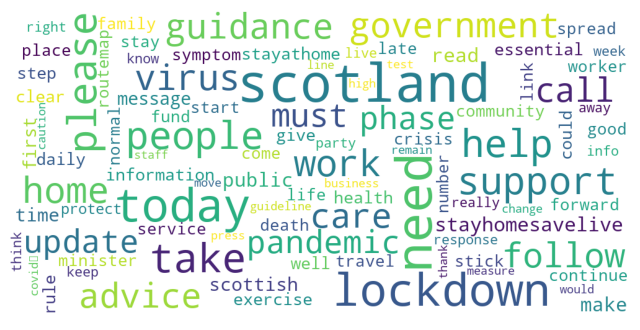 right
family
guidance
government
spread
place
stay
know
symptom
stayathome
live
late
read
essential
week
step
please
routemap
virus
line
high
test
link
worker
clear
message
scotland
call
away
caution
first
normal
fund
start
must
phase
community
could
good
people
give
party
crisis
help
info
daily
information
come
work
remain
number
home
public
staff
move
life
business
health
need
support
really
change
forward
time
protect
today
guideline
care
stayhomesavelive
service
death
press
response
think
update
take
pandemic
stick
follow
minister
well
travel
thank
measure
continue
covid
rule
keep
advice
scottish
exercise
lockdown
would
make